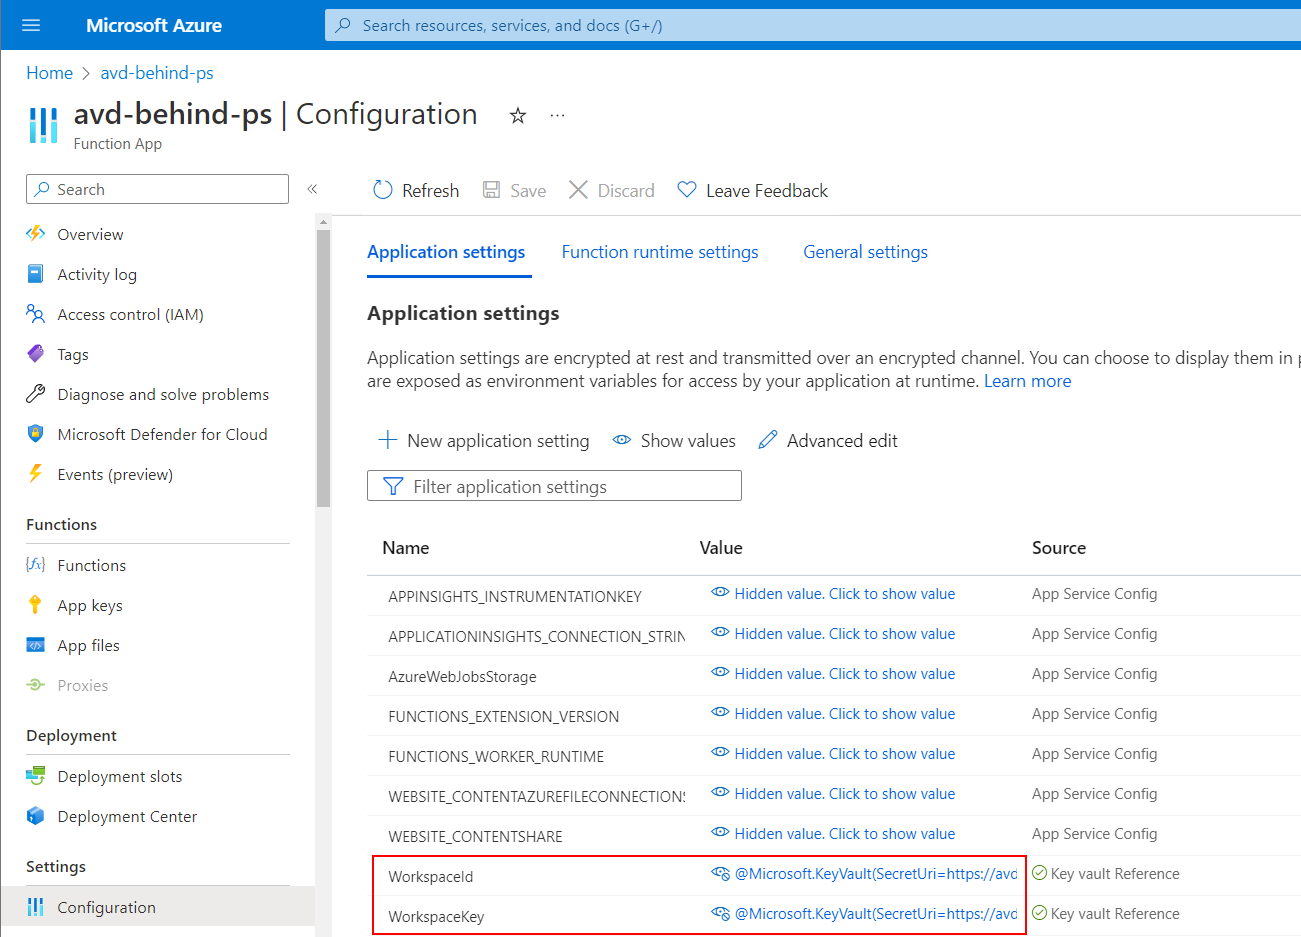 Microsoft Azure
Search resources, services, and docs (G+/)
Home > avd-behind-ps
avd-behind-ps | Configuration ☆ ...
Function App
Search «
Refresh Save Discard Leave Feedback
Overview
Activity log
Access control (IAM)
Tags
Diagnose and solve problems
Microsoft Defender for Cloud
Events (preview)
Functions
Functions
App keys
App files
Proxies
Deployment
Deployment slots
Deployment Center
Settings
Configuration
Application settings Function runtime settings General settings
Application settings
Application settings are encrypted at rest and transmitted over an encrypted channel. You can choose to display them in p
are exposed as environment variables for access by your application at runtime. Learn more
New application setting Show values Advanced edit
Filter application settings
Name Value Source
APPINSIGHTS_INSTRUMENTATIONKEY Hidden value. Click to show value App Service Config
APPLICATIONINSIGHTS_CONNECTION_STRIN Hidden value. Click to show value App Service Config
AzureWebJobsStorage Hidden value. Click to show value App Service Config
FUNCTIONS_EXTENSION_VERSION Hidden value. Click to show value App Service Config
FUNCTIONS_WORKER_RUNTIME Hidden value. Click to show value App Service Config
WEBSITE_CONTENTAZUREFILECONNECTIONS Hidden value. Click to show value App Service Config
WEBSITE_CONTENTSHARE Hidden value. Click to show value App Service Config
WorkspaceId @Microsoft.KeyVault(SecretUri=https://avd Key vault Reference
WorkspaceKey @Microsoft.KeyVault(SecretUri=https://avd Key vault Reference